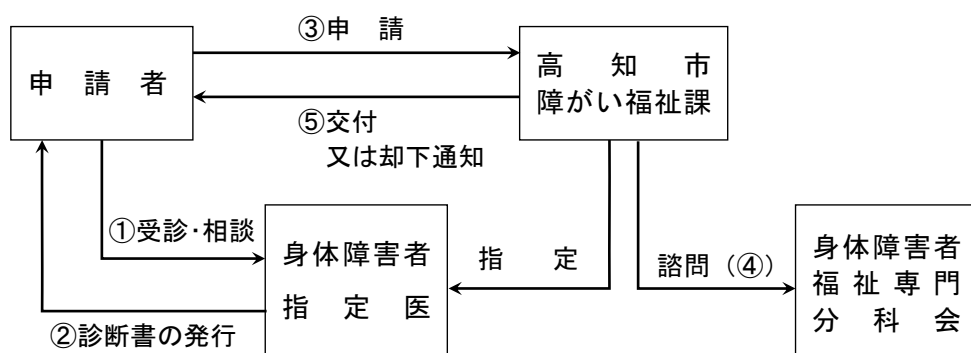 ③申　請
申　請　者
高　知　市
障がい福祉課
⑤交付
又は却下通知
①受診・相談
身体障害者
指　定　医
指　定
諮問（④）
身体障害者
福祉専門
分　科　会
②診断書の発行